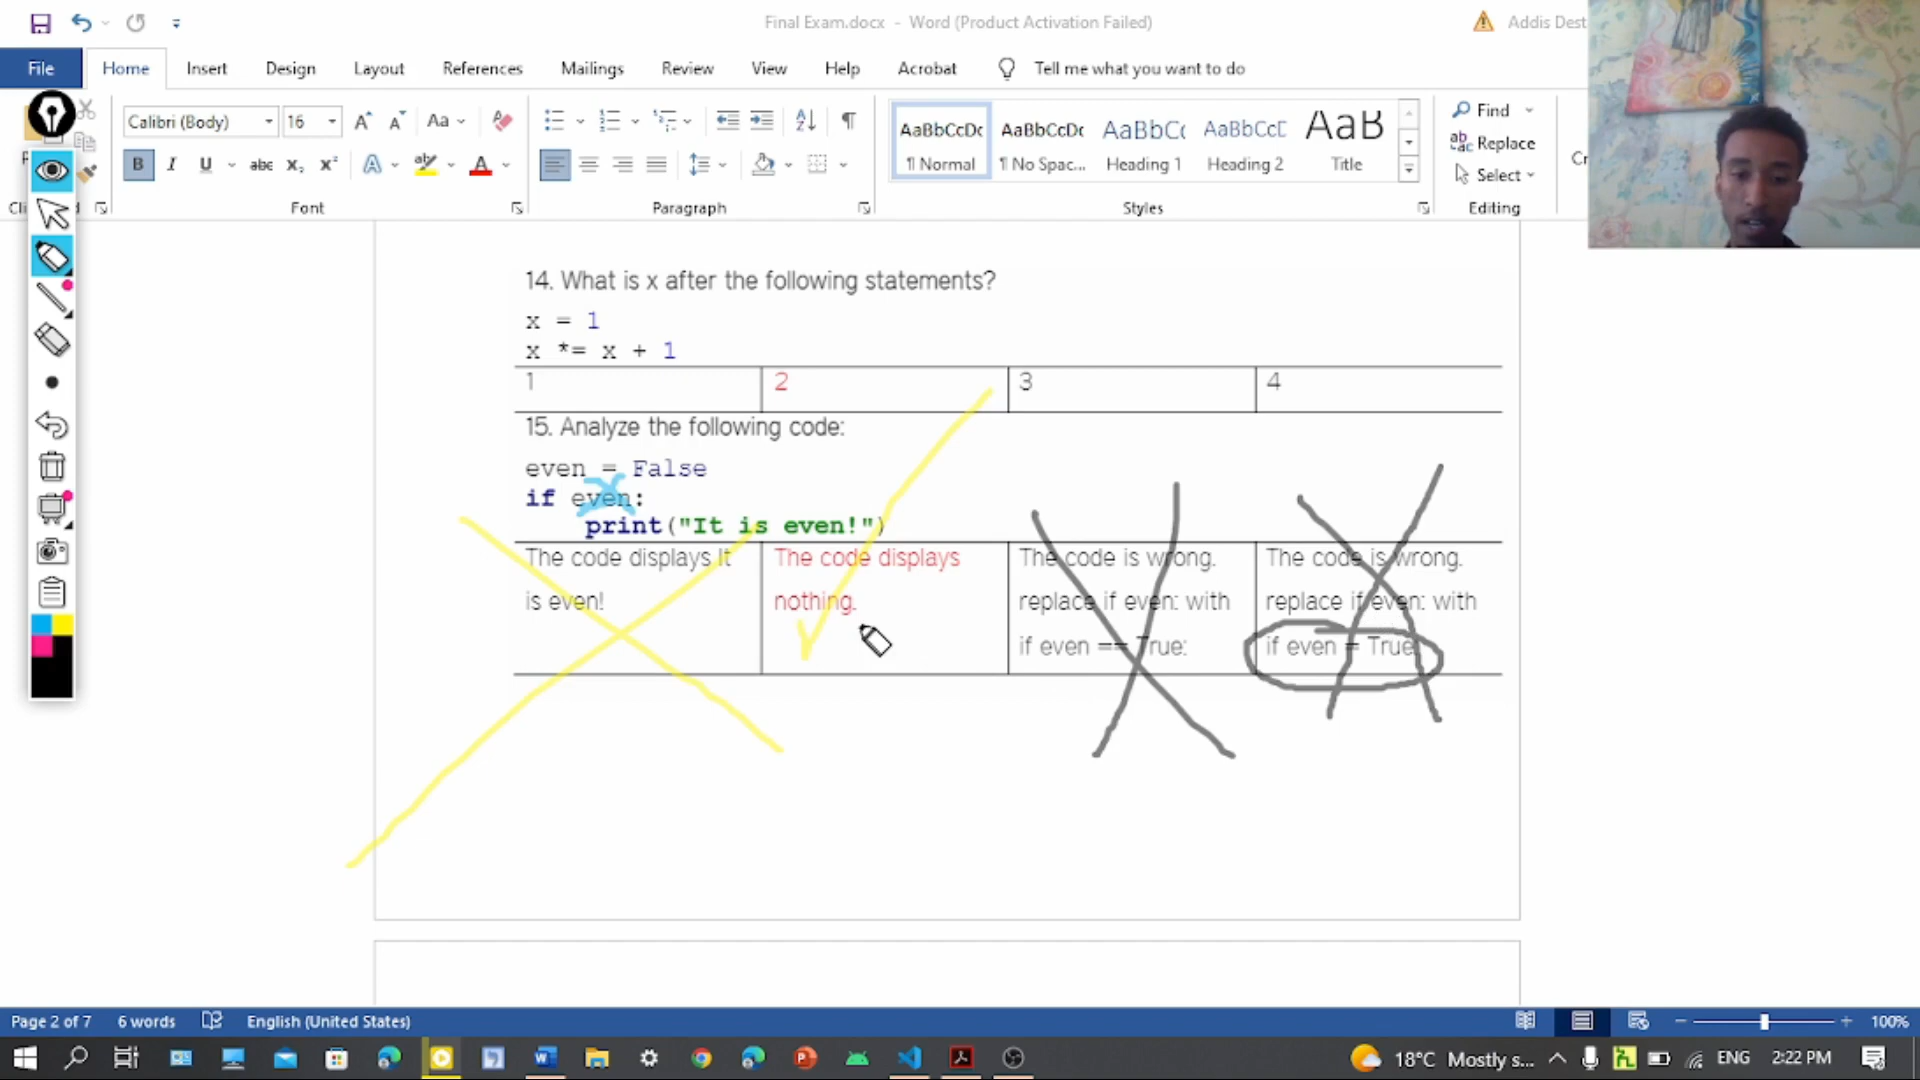 Final Exam.docx - Word (Product Activation Failed)
Addis Dest
File Home Insert Design Layout References Mailings Review View Help Acrobat Tell me what you want to do
Calibri (Body) 16 Aa
B I U abc x₂ x² A A
AaBbCcDc AaBbCcDc AaBbC( AaBbCcD AaB
¶ Normal ¶ No Spac... Heading 1 Heading 2 Title
Find
Replace
Select
Font Paragraph Styles Editing
14. What is x after the following statements?
x = 1
x *= x + 1
1 2 3 4
15. Analyze the following code:
even = False
if even:
print("It is even!")
The code displays It is even!
The code displays nothing.
The code is wrong. replace if even: with if even == True:
The code is wrong. replace if even: with if even = True
Page 2 of 7 6 words English (United States) 100%
18°C Mostly s... ENG 2:22 PM